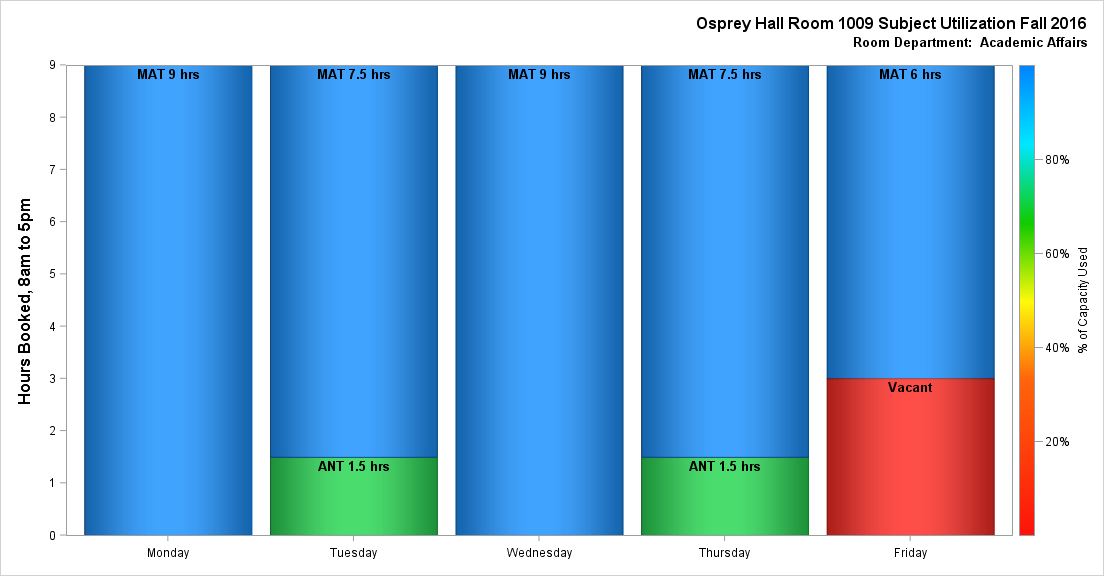 Osprey Hall Room 1009 Subject Utilization Fall 2016
Room Department:  Academic Affairs
Hours Booked, 8am to 5pm
9
8
7
6
5
4
3
2
1
0
MAT 9 hrs
MAT 7.5 hrs
MAT 9 hrs
MAT 7.5 hrs
MAT 6 hrs
Vacant
ANT 1.5 hrs
ANT 1.5 hrs
Monday
Tuesday
Wednesday
Thursday
Friday
80%
60%
40%
20%
% of Capacity Used